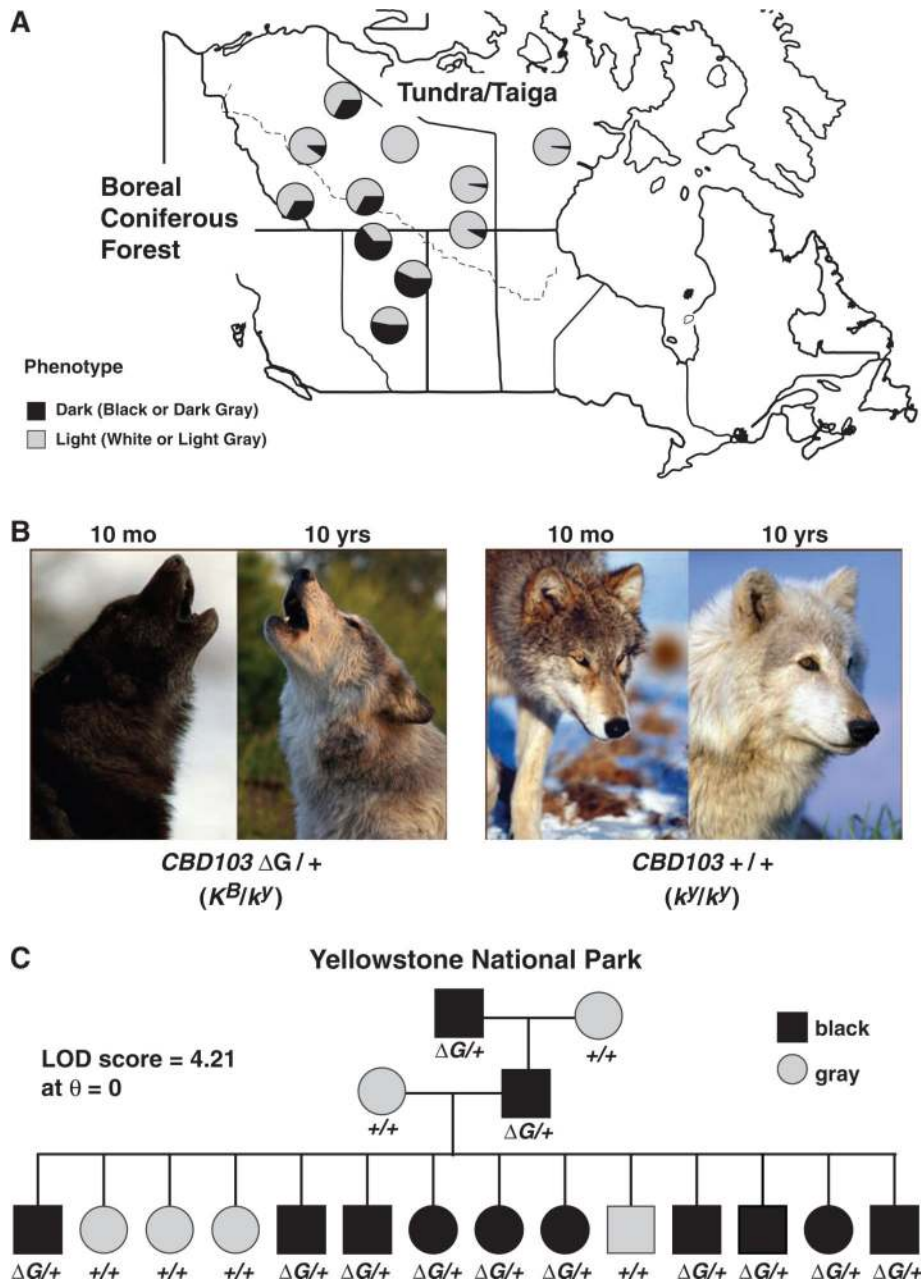 A
Tundra/Taiga
Boreal
Coniferous
Forest
Phenotype
Dark (Black or Dark Gray)
Light (White or Light Gray)
B
10 mo 10 yrs 10 mo 10 yrs
CBD103 ΔG / + CBD103 +/+
(K^B/k^y) (k^y/k^y)
C
Yellowstone National Park
black
gray
LOD score = 4.21
at θ = 0
ΔG/+ +/+
+/+ ΔG/+
ΔG/+ +/+ +/+ +/+ ΔG/+ ΔG/+ ΔG/+ ΔG/+ ΔG/+ +/+ ΔG/+ ΔG/+ ΔG/+ ΔG/+